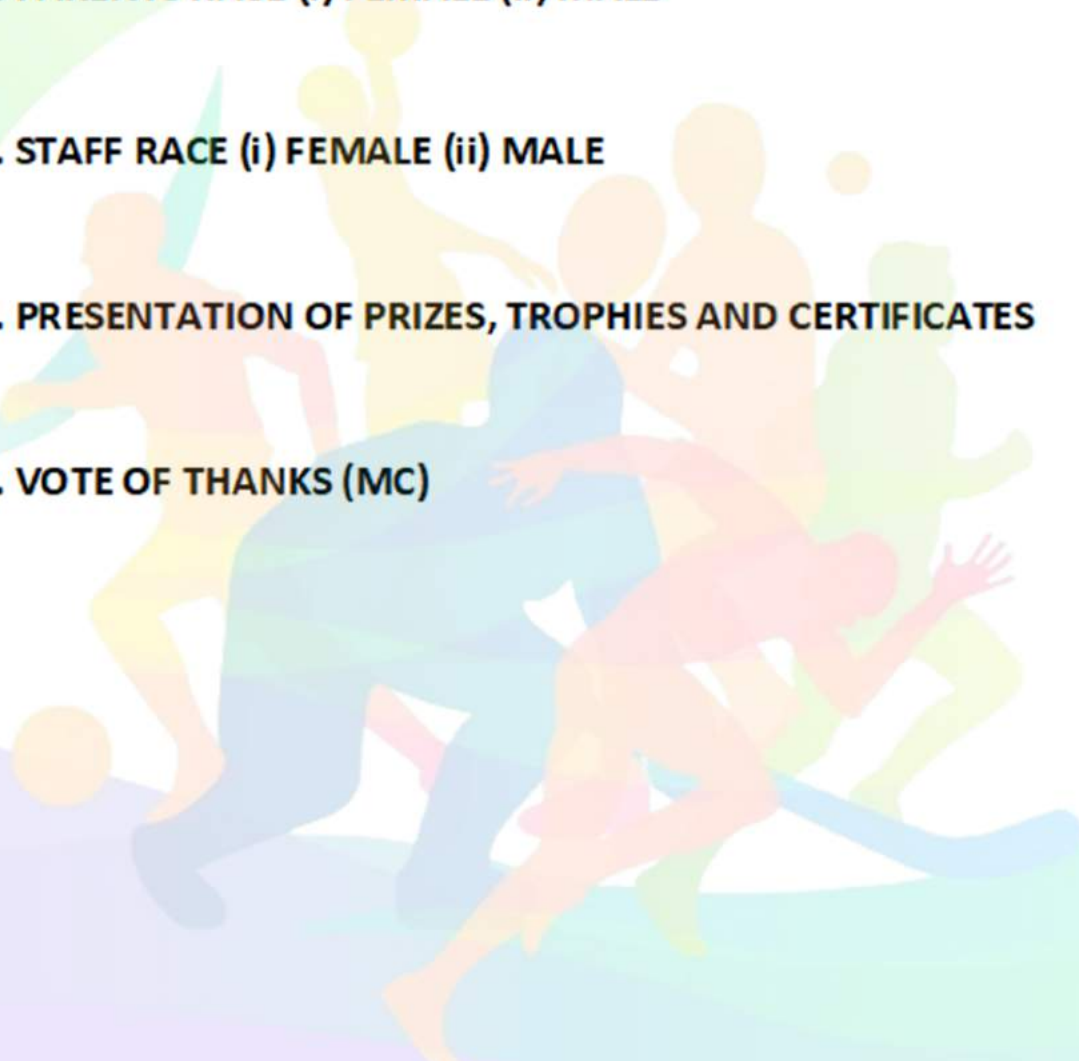 . STAFF RACE (i) FEMALE (ii) MALE
. PRESENTATION OF PRIZES, TROPHIES AND CERTIFICATES
. VOTE OF THANKS (MC)